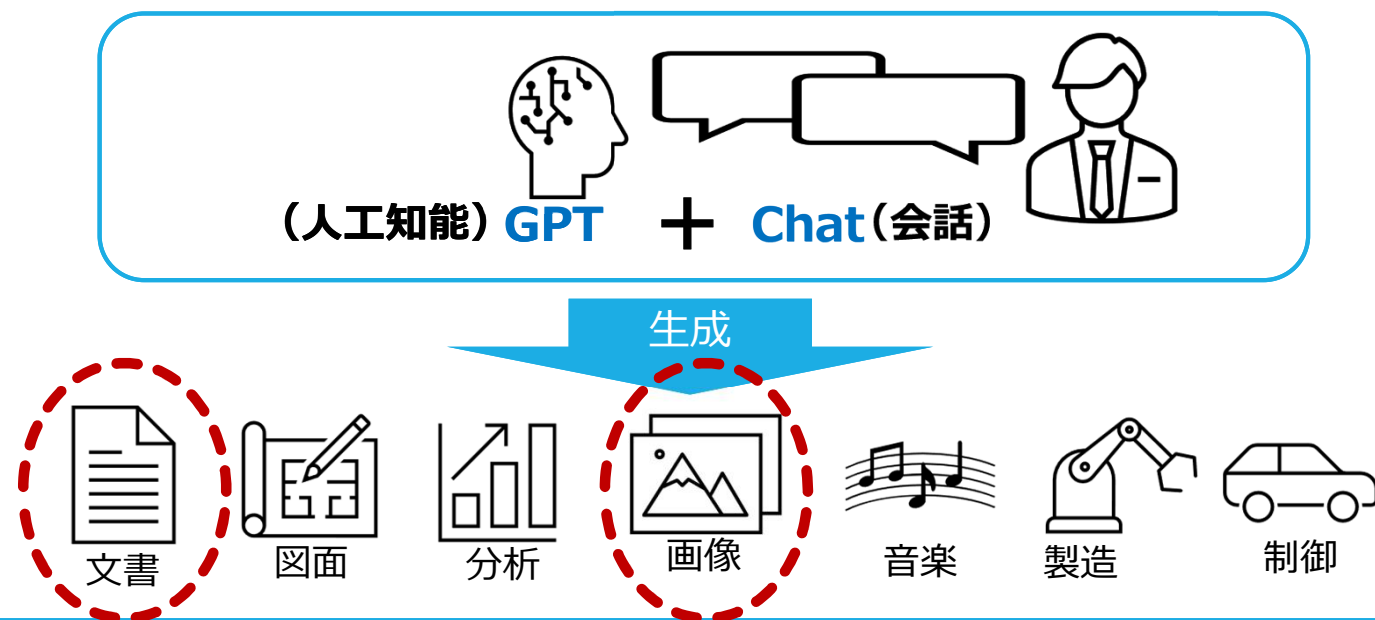 （人工知能）GPT ＋ Chat（会話）
生成
文書 図面 分析 画像 音楽 製造 制御